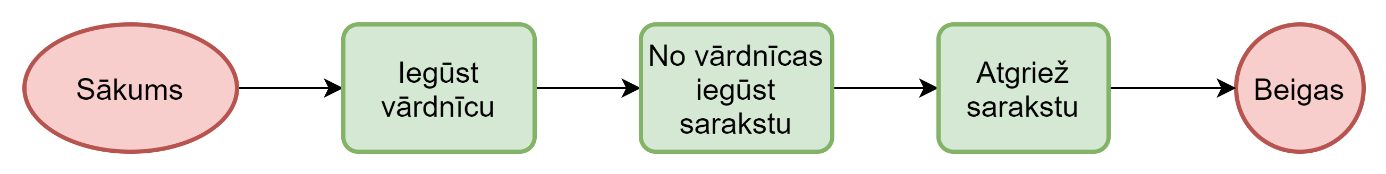 Sākums
Iegūst
vārdnīcu
No vārdnīcas
iegūst
sarakstu
Atgriež
sarakstu
Beigas